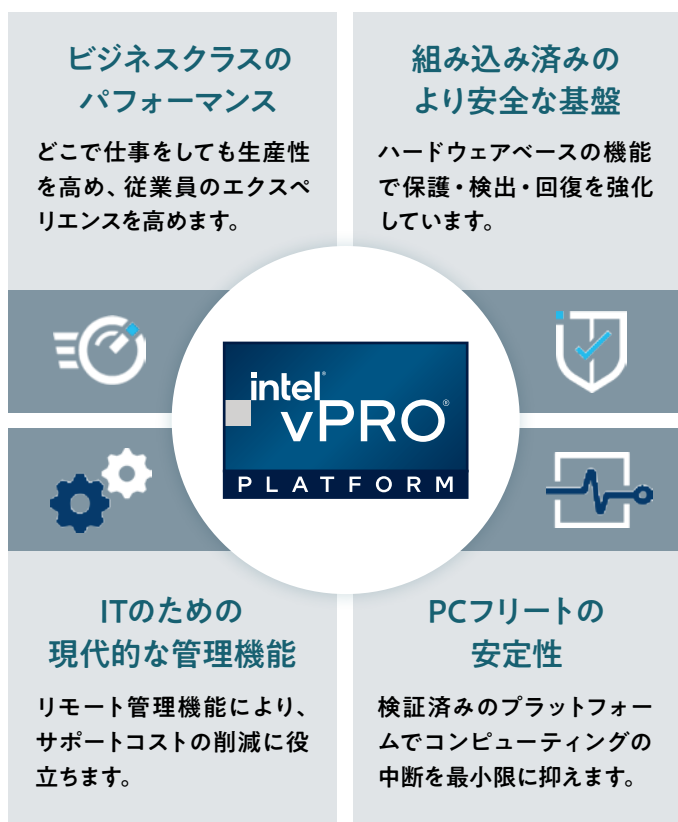 ビジネスクラスの
パフォーマンス
どこで仕事をしても生産性
を高め、従業員のエクスペ
リエンスを高めます。
組み込み済みの
より安全な基盤
ハードウェアベースの機能
で保護・検出・回復を強化
しています。
intel®
vPRO®
PLATFORM
ITのための
現代的な管理機能
リモート管理機能により、
サポートコストの削減に役
立ちます。
PCフリートの
安定性
検証済みのプラットフォー
ムでコンピューティングの
中断を最小限に抑えます。